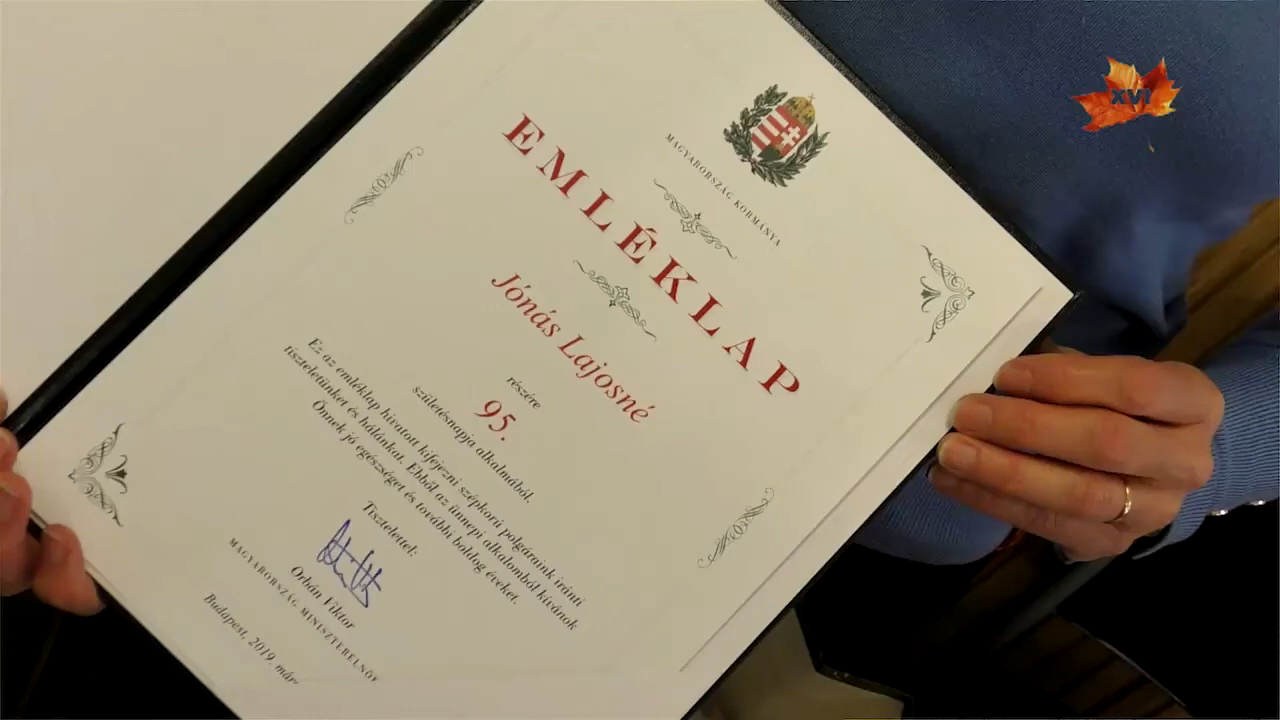 XVI
MAGYARORSZÁG KORMÁNYA
EMLÉKLAP
Jónás Lajosné
részére
95.
születésnapja alkalmából.
Ez az emléklap hivatott kifejezni szépkorú polgáraink iránti
tiszteletünket és hálánkat. Ebből az ünnepi alkalomból kívánok
Önnek jó egészséget és további boldog éveket.
Tisztelettel:
Orbán Viktor
MAGYARORSZÁG MINISZTERELNÖK
Budapest, 2019. márc